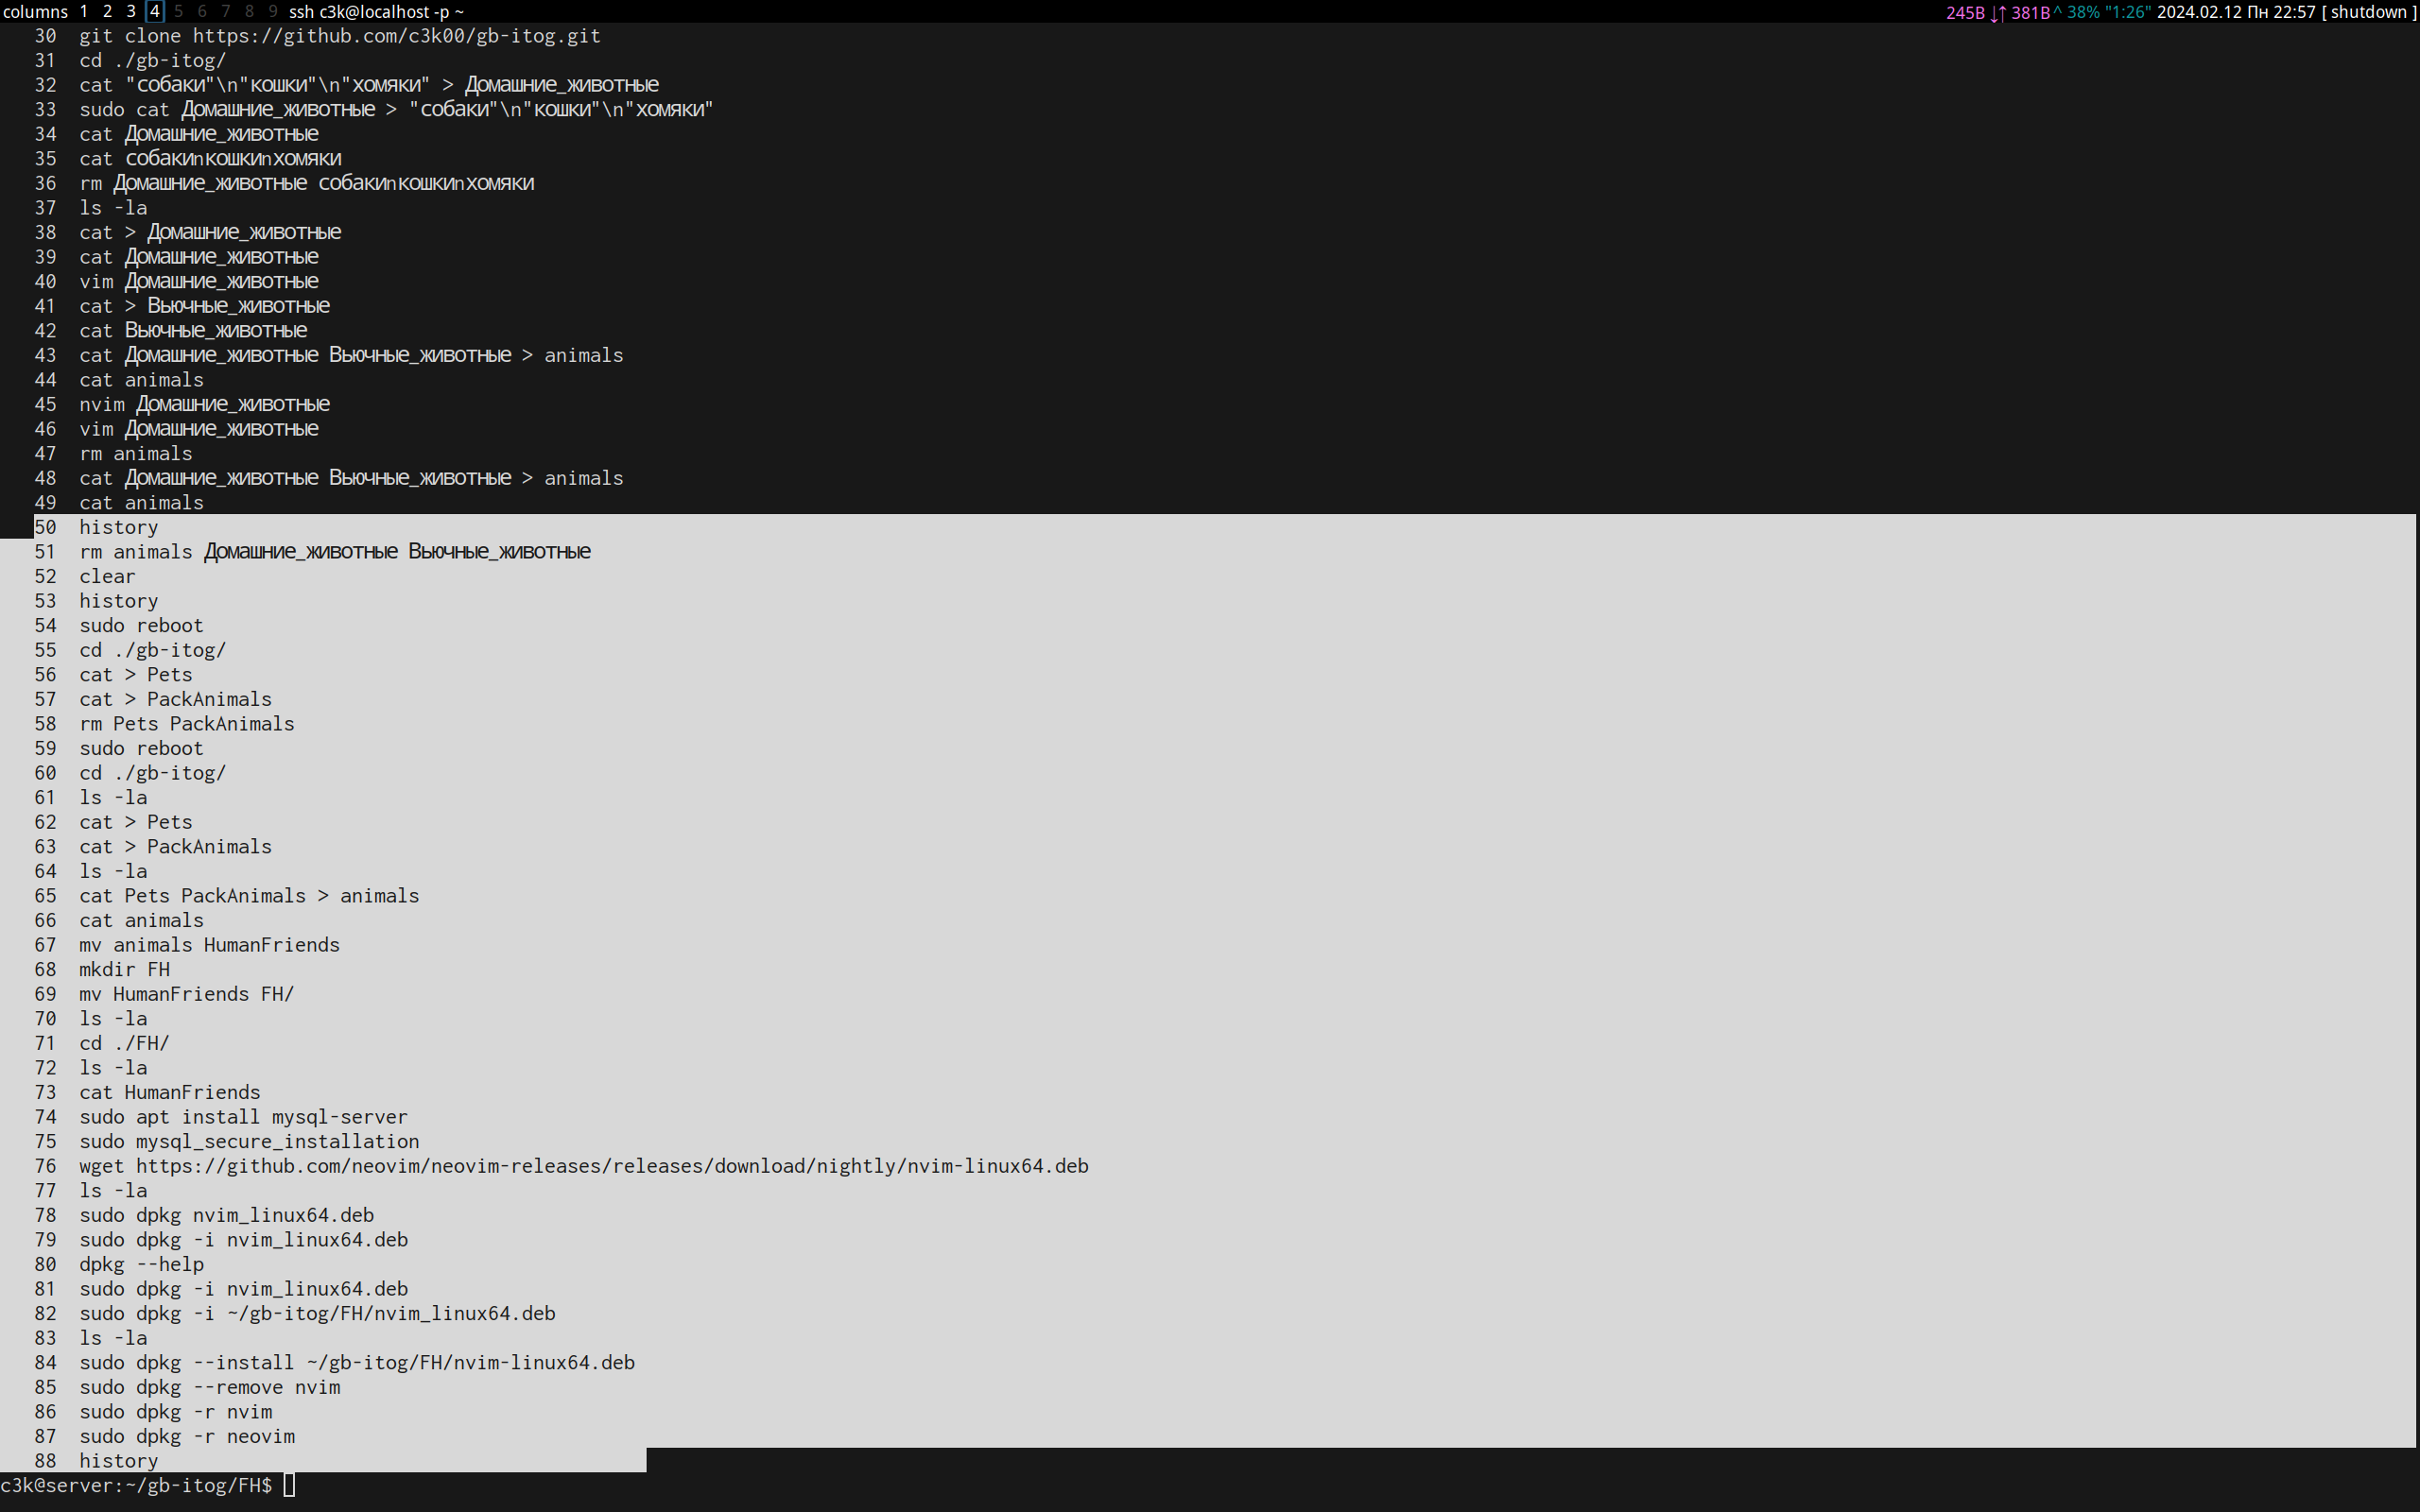 columns 1 2 3 4 5 6 7 8 9 ssh c3k@localhost -p ~ 245B ↓↑ 381B ^ 38% "1:26" 2024.02.12 Пн 22:57 [ shutdown ]
30 git clone https://github.com/c3k00/gb-itog.git
31 cd ./gb-itog/
32 cat "собаки"\n"кошки"\n"хомяки" > Домашние_животные
33 sudo cat Домашние_животные > "собаки"\n"кошки"\n"хомяки"
34 cat Домашние_животные
35 cat собакиnкошкиnхомяки
36 rm Домашние_животные собакиnкошкиnхомяки
37 ls -la
38 cat > Домашние_животные
39 cat Домашние_животные
40 vim Домашние_животные
41 cat > Вьючные_животные
42 cat Вьючные_животные
43 cat Домашние_животные Вьючные_животные > animals
44 cat animals
45 nvim Домашние_животные
46 vim Домашние_животные
47 rm animals
48 cat Домашние_животные Вьючные_животные > animals
49 cat animals
50 history
51 rm animals Домашние_животные Вьючные_животные
52 clear
53 history
54 sudo reboot
55 cd ./gb-itog/
56 cat > Pets
57 cat > PackAnimals
58 rm Pets PackAnimals
59 sudo reboot
60 cd ./gb-itog/
61 ls -la
62 cat > Pets
63 cat > PackAnimals
64 ls -la
65 cat Pets PackAnimals > animals
66 cat animals
67 mv animals HumanFriends
68 mkdir FH
69 mv HumanFriends FH/
70 ls -la
71 cd ./FH/
72 ls -la
73 cat HumanFriends
74 sudo apt install mysql-server
75 sudo mysql_secure_installation
76 wget https://github.com/neovim/neovim-releases/releases/download/nightly/nvim-linux64.deb
77 ls -la
78 sudo dpkg nvim_linux64.deb
79 sudo dpkg -i nvim_linux64.deb
80 dpkg --help
81 sudo dpkg -i nvim_linux64.deb
82 sudo dpkg -i ~/gb-itog/FH/nvim_linux64.deb
83 ls -la
84 sudo dpkg --install ~/gb-itog/FH/nvim-linux64.deb
85 sudo dpkg --remove nvim
86 sudo dpkg -r nvim
87 sudo dpkg -r neovim
88 history
c3k@server:~/gb-itog/FH$